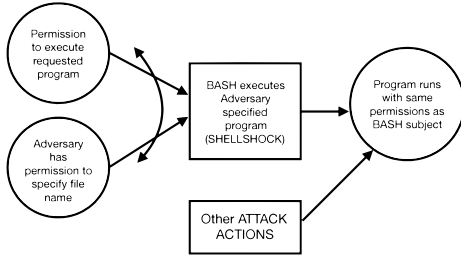 Permission
to execute
requested
program
Adversary
has
permission to
specify file
name
BASH executes
Adversary
specified
program
(SHELLSHOCK)
Program runs
with same
permissions as
BASH subject
Other ATTACK
ACTIONS